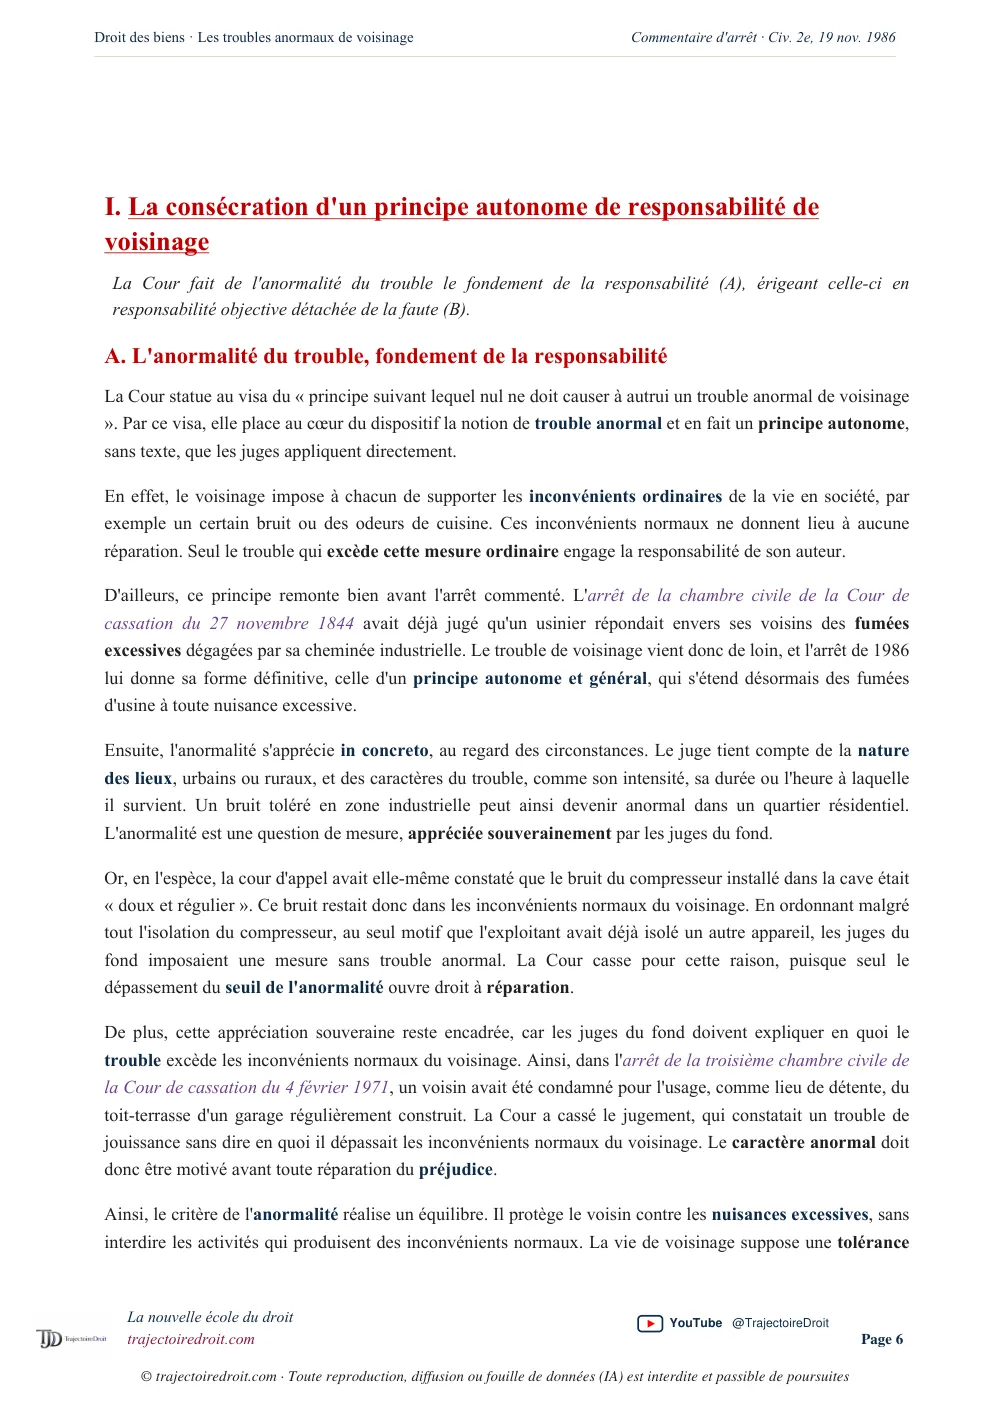 Droit des biens · Les troubles anormaux de voisinage
Commentaire d'arrêt · Civ. 2e, 19 nov. 1986
I. La consécration d'un principe autonome de responsabilité de
voisinage
La Cour fait de l'anormalité du trouble le fondement de la responsabilité (A), érigeant celle-ci en
responsabilité objective détachée de la faute (B).
A. L'anormalité du trouble, fondement de la responsabilité
La Cour statue au visa du « principe suivant lequel nul ne doit causer à autrui un trouble anormal de voisinage
». Par ce visa, elle place au cœur du dispositif la notion de trouble anormal et en fait un principe autonome,
sans texte, que les juges appliquent directement.
En effet, le voisinage impose à chacun de supporter les inconvénients ordinaires de la vie en société, par
exemple un certain bruit ou des odeurs de cuisine. Ces inconvénients normaux ne donnent lieu à aucune
réparation. Seul le trouble qui excède cette mesure ordinaire engage la responsabilité de son auteur.
D'ailleurs, ce principe remonte bien avant l'arrêt commenté. L'arrêt de la chambre civile de la Cour de
cassation du 27 novembre 1844 avait déjà jugé qu'un usinier répondait envers ses voisins des fumées
excessives dégagées par sa cheminée industrielle. Le trouble de voisinage vient donc de loin, et l'arrêt de 1986
lui donne sa forme définitive, celle d'un principe autonome et général, qui s'étend désormais des fumées
d'usine à toute nuisance excessive.
Ensuite, l'anormalité s'apprécie in concreto, au regard des circonstances. Le juge tient compte de la nature
des lieux, urbains ou ruraux, et des caractères du trouble, comme son intensité, sa durée ou l'heure à laquelle
il survient. Un bruit toléré en zone industrielle peut ainsi devenir anormal dans un quartier résidentiel.
L'anormalité est une question de mesure, appréciée souverainement par les juges du fond.
Or, en l'espèce, la cour d'appel avait elle-même constaté que le bruit du compresseur installé dans la cave était
« doux et régulier ». Ce bruit restait donc dans les inconvénients normaux du voisinage. En ordonnant malgré
tout l'isolation du compresseur, au seul motif que l'exploitant avait déjà isolé un autre appareil, les juges du
fond imposaient une mesure sans trouble anormal. La Cour casse pour cette raison, puisque seul le
dépassement du seuil de l'anormalité ouvre droit à réparation.
De plus, cette appréciation souveraine reste encadrée, car les juges du fond doivent expliquer en quoi le
trouble excède les inconvénients normaux du voisinage. Ainsi, dans l'arrêt de la troisième chambre civile de
la Cour de cassation du 4 février 1971, un voisin avait été condamné pour l'usage, comme lieu de détente, du
toit-terrasse d'un garage régulièrement construit. La Cour a cassé le jugement, qui constatait un trouble de
jouissance sans dire en quoi il dépassait les inconvénients normaux du voisinage. Le caractère anormal doit
donc être motivé avant toute réparation du préjudice.
Ainsi, le critère de l'anormalité réalise un équilibre. Il protège le voisin contre les nuisances excessives, sans
interdire les activités qui produisent des inconvénients normaux. La vie de voisinage suppose une tolérance
La nouvelle école du droit
trajectoiredroit.com
TJD TrajectoireDroit
YouTube @TrajectoireDroit
Page 6
© trajectoiredroit.com · Toute reproduction, diffusion ou fouille de données (IA) est interdite et passible de poursuites